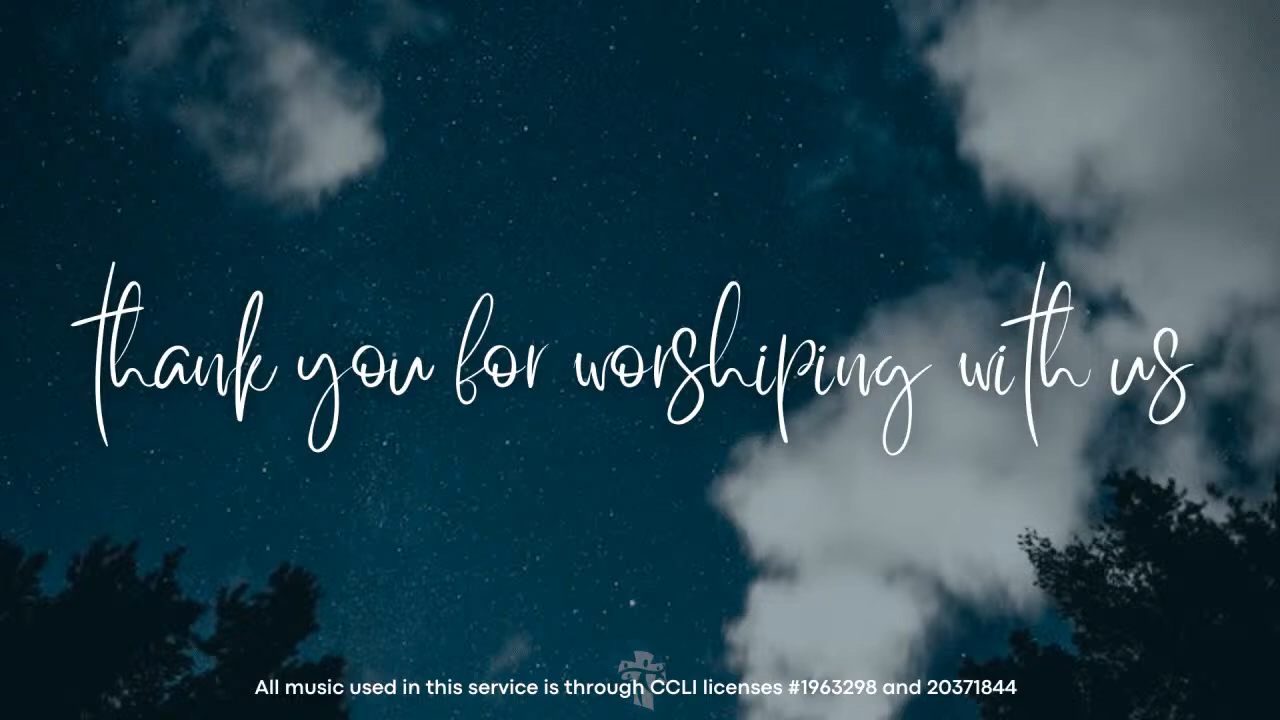 thank you for worshiping with us
All music used in this service is through CCLI licenses #1963298 and 20371844